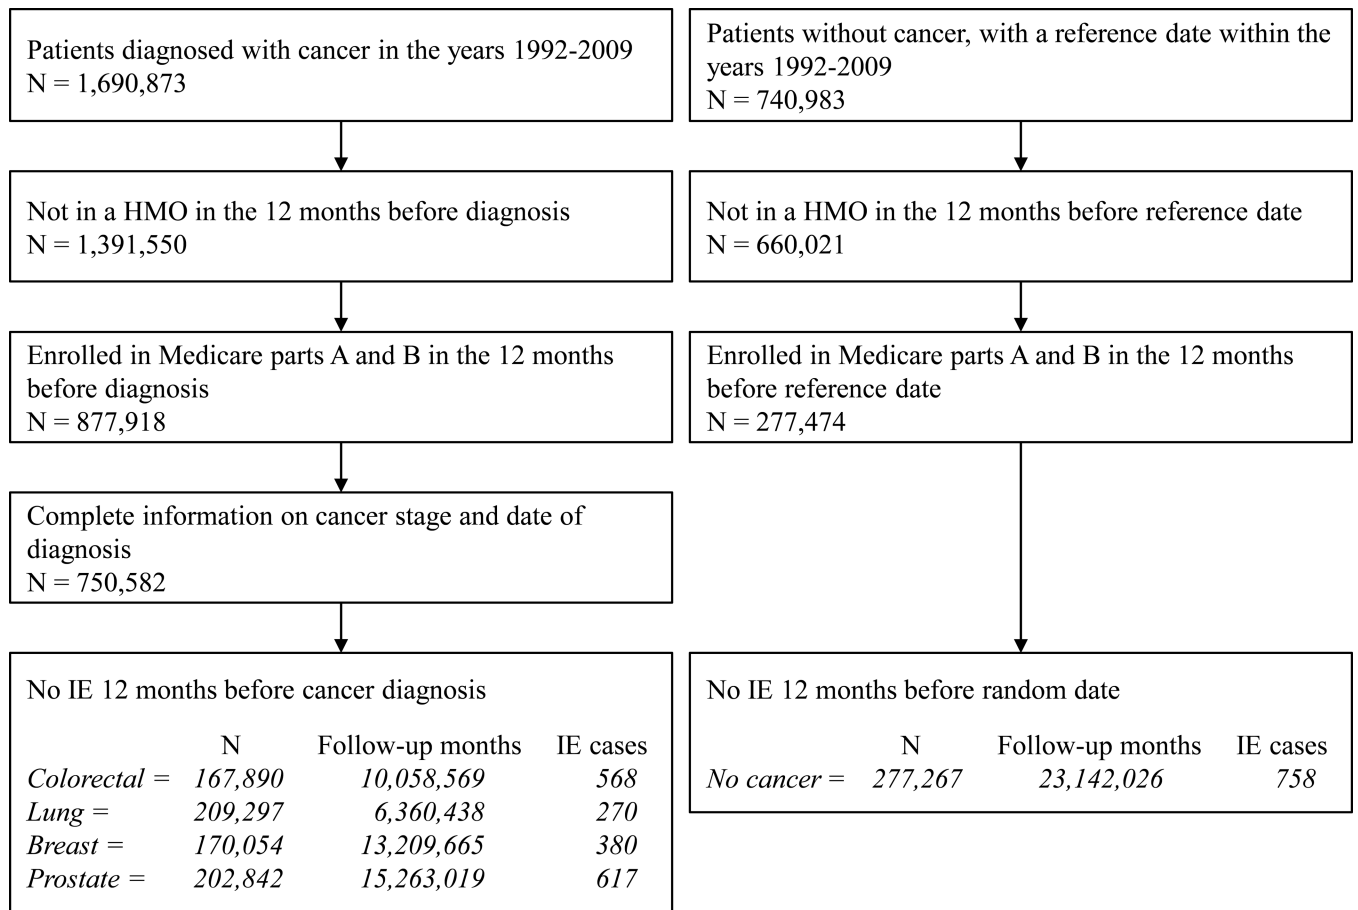 Patients diagnosed with cancer in the years 1992-2009
N = 1,690,873
Not in a HMO in the 12 months before diagnosis
N = 1,391,550
Enrolled in Medicare parts A and B in the 12 months
before diagnosis
N = 877,918
Complete information on cancer stage and date of
diagnosis
N = 750,582
No IE 12 months before cancer diagnosis
N Follow-up months IE cases
Colorectal = 167,890 10,058,569 568
Lung = 209,297 6,360,438 270
Breast = 170,054 13,209,665 380
Prostate = 202,842 15,263,019 617
Patients without cancer, with a reference date within the
years 1992-2009
N = 740,983
Not in a HMO in the 12 months before reference date
N = 660,021
Enrolled in Medicare parts A and B in the 12 months
before reference date
N = 277,474
No IE 12 months before random date
N Follow-up months IE cases
No cancer = 277,267 23,142,026 758